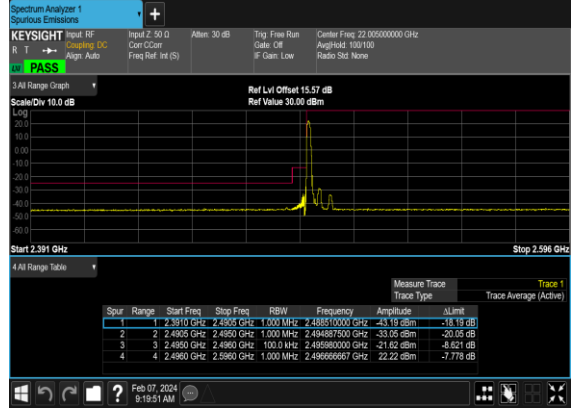 Spectrum Analyzer 1
Spurious Emissions
+
KEYSIGHT Input: RF Input Z: 50 Ω Atten: 30 dB Trig: Free Run Center Freq: 22.005000000 GHz
R T Coupling: DC Corr CCorr Gate: Off Avg|Hold: 100/100
Align: Auto Freq Ref: Int (S) IF Gain: Low Radio Std: None
PASS
3 All Range Graph
Ref Lvl Offset 15.57 dB
Scale/Div 10.0 dB Ref Value 30.00 dBm
Log
20.0
10.0
0.00
-10.0
-20.0
-30.0
-40.0
-50.0
-60.0
Start 2.391 GHz Stop 2.596 GHz
4 All Range Table
Measure Trace Trace 1
Trace Type Trace Average (Active)
Spur Range Start Freq Stop Freq RBW Frequency Amplitude ΔLimit
1 1 2.3910 GHz 2.4905 GHz 1.000 MHz 2.488510000 GHz -43.19 dBm -18.19 dB
2 2 2.4905 GHz 2.4950 GHz 1.000 MHz 2.494887500 GHz -33.05 dBm -20.05 dB
3 3 2.4950 GHz 2.4960 GHz 100.0 kHz 2.495980000 GHz -21.62 dBm -8.621 dB
4 4 2.4960 GHz 2.5960 GHz 1.000 MHz 2.496666667 GHz 22.22 dBm -7.778 dB
?
Feb 07, 2024
9:19:51 AM